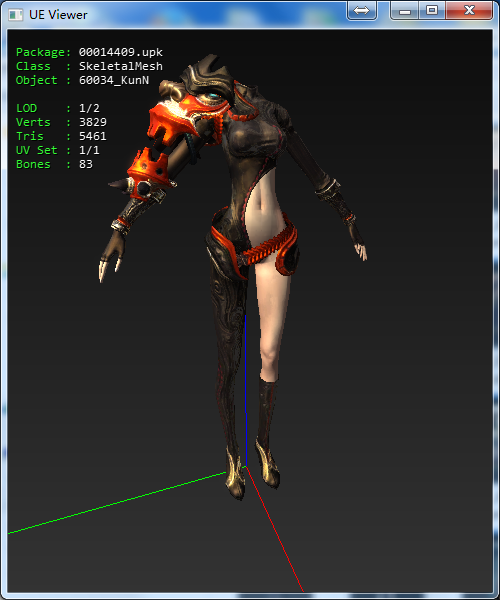 UE Viewer
Package: 00014409.upk
Class : SkeletalMesh
Object : 60034_KunN
LOD : 1/2
Verts : 3829
Tris : 5461
UV Set : 1/1
Bones : 83